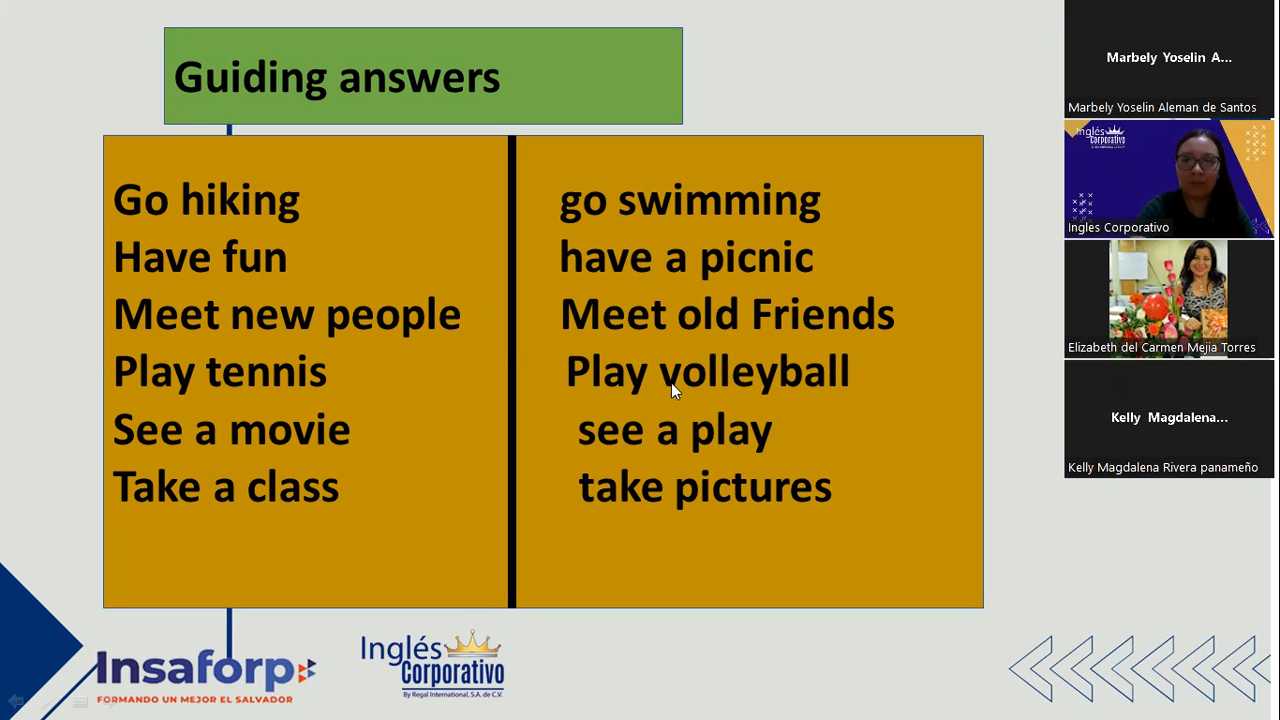 Guiding answers
Go hiking
Have fun
Meet new people
Play tennis
See a movie
Take a class
go swimming
have a picnic
Meet old Friends
Play volleyball
see a play
take pictures
Insaforp
FORMANDO UN MEJOR EL SALVADOR
Inglés
Corporativo
By Regal International, S.A. de C.V.
Marbely Yoselin A...
Marbely Yoselin Aleman de Santos
Inglés
Corporativo
Ingles Corporativo
Elizabeth del Carmen Mejia Torres
Kelly Magdalena...
Kelly Magdalena Rivera panameño